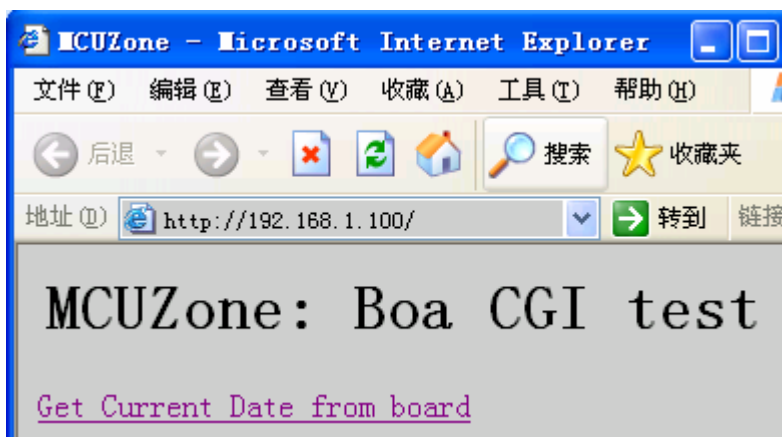 MCUZone - Microsoft Internet Explorer
文件(F) 编辑(E) 查看(V) 收藏(A) 工具(T) 帮助(H)
后退 搜索 收藏夹
地址(D) http://192.168.1.100/ 转到 链接
MCUZone: Boa CGI test
Get Current Date from board